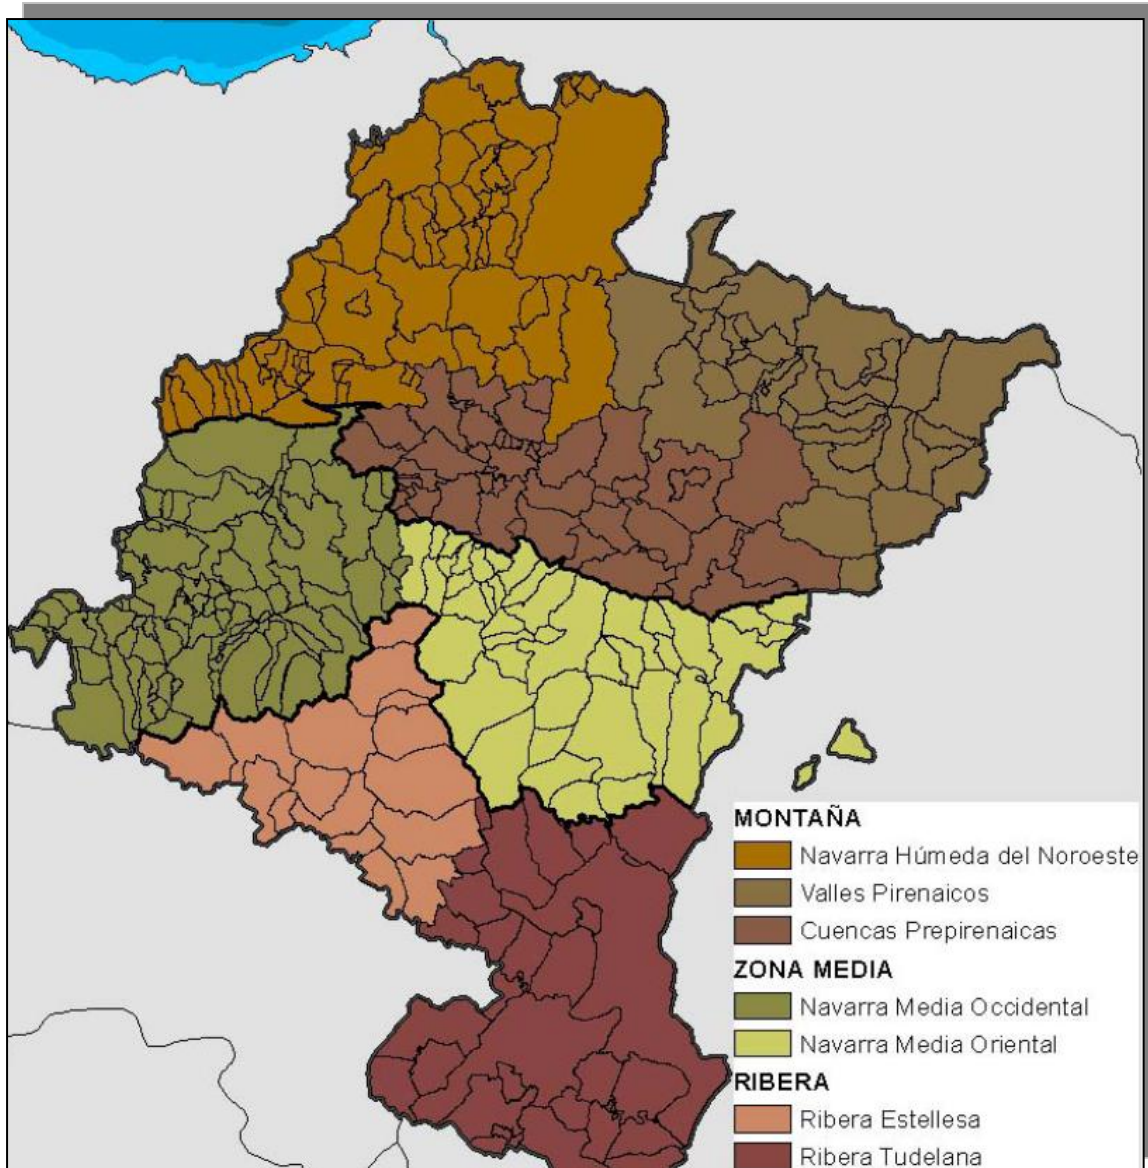 MONTAÑA
Navarra Húmeda del Noroeste
Valles Pirenaicos
Cuencas Prepirenaicas
ZONA MEDIA
Navarra Media Occidental
Navarra Media Oriental
RIBERA
Ribera Estellesa
Ribera Tudelana